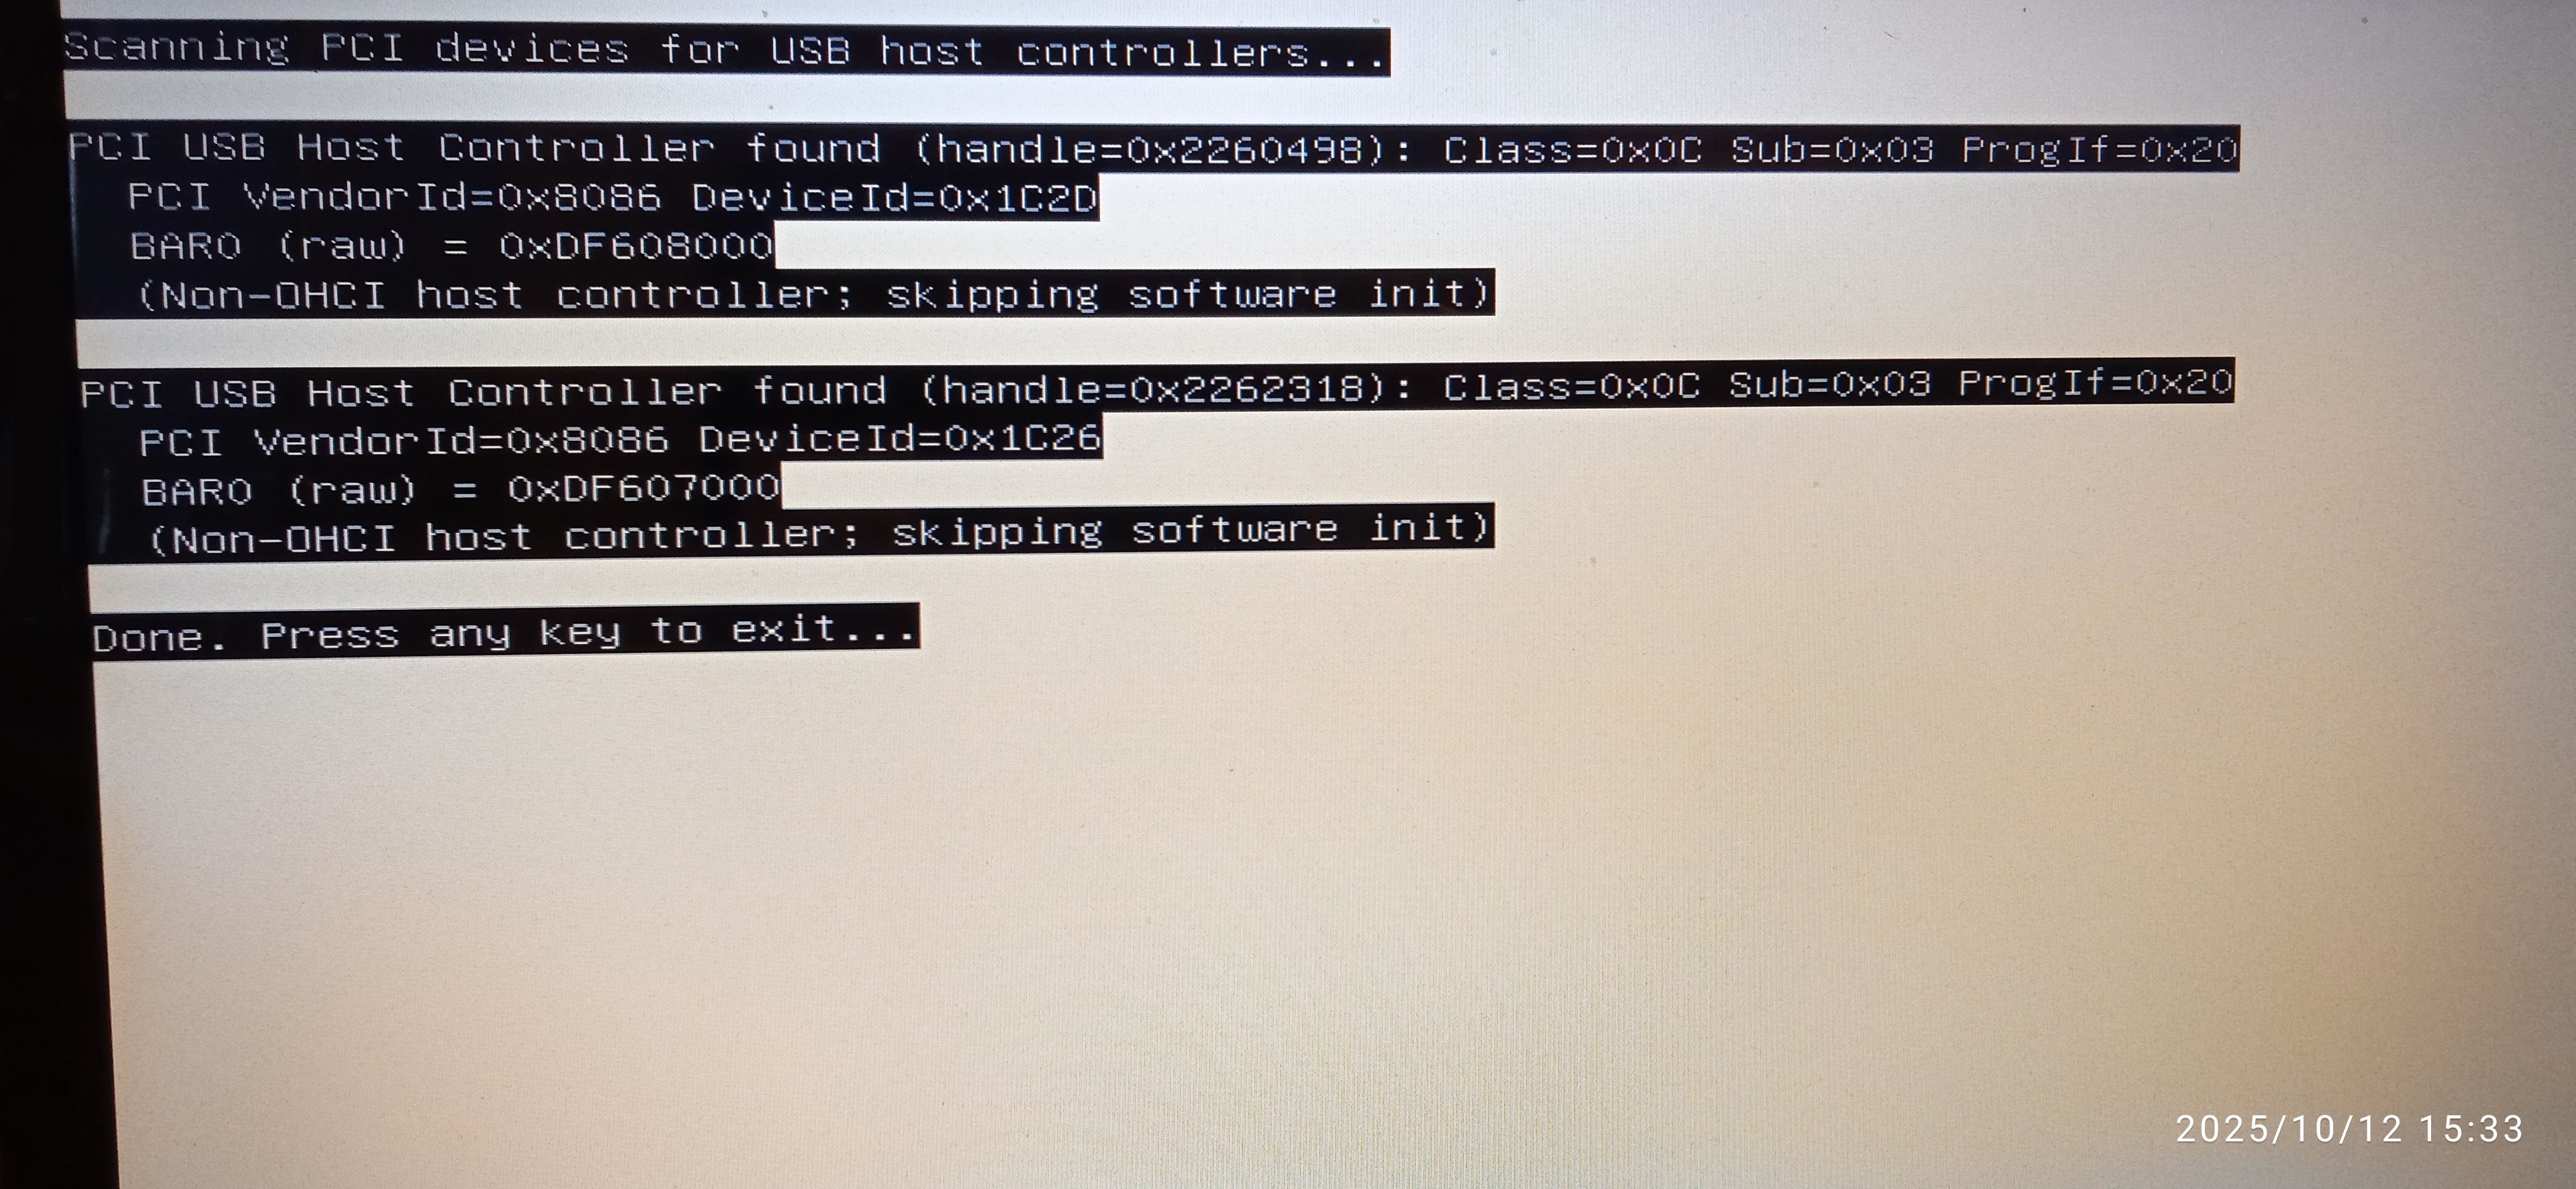 Scanning PCI devices for USB host controllers...
PCI USB Host Controller found (handle=0x2260498): Class=0x0C Sub=0x03 ProgIf=0x20
PCI VendorId=0x8086 DeviceId=0x1C2D
BAR0 (raw) = 0xDF608000
(Non-OHCI host controller; skipping software init)
PCI USB Host Controller found (handle=0x2262318): Class=0x0C Sub=0x03 ProgIf=0x20
PCI VendorId=0x8086 DeviceId=0x1C26
BAR0 (raw) = 0xDF607000
(Non-OHCI host controller; skipping software init)
Done. Press any key to exit...
2025/10/12 15:33